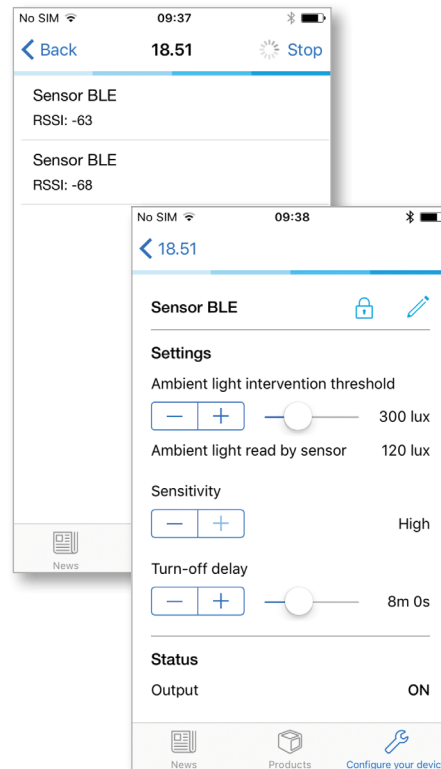 No SIM 09:37
Back 18.51 Stop
Sensor BLE
RSSI: -63
Sensor BLE
RSSI: -68
News
No SIM 09:38
18.51
Sensor BLE
Settings
Ambient light intervention threshold
− + 300 lux
Ambient light read by sensor 120 lux
Sensitivity
− + High
Turn-off delay
− + 8m 0s
Status
Output ON
News Products Configure your devic